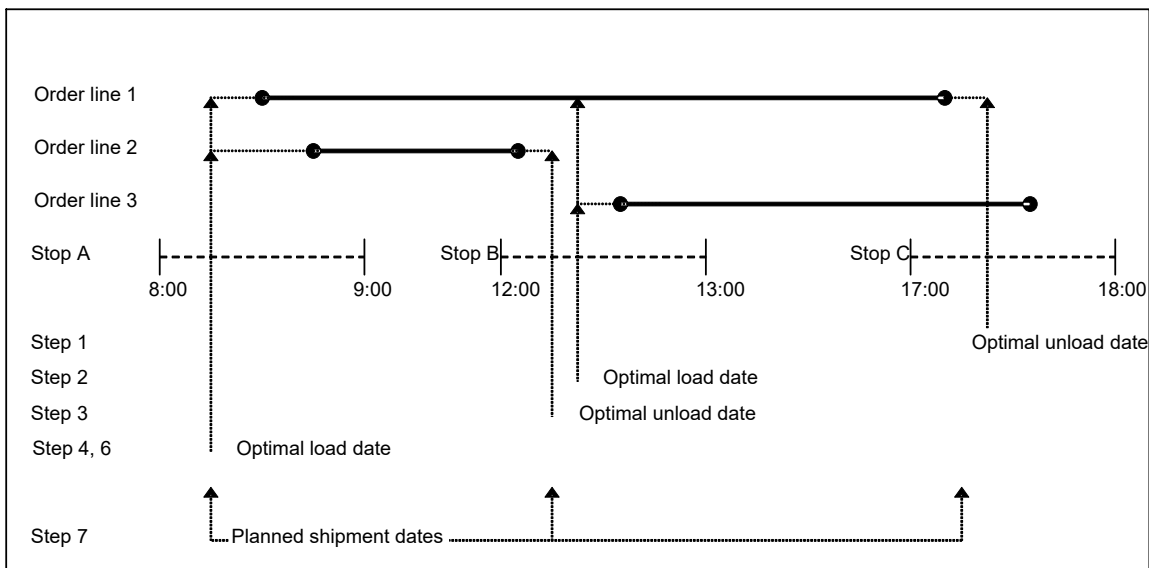 Order line 1
Order line 2
Order line 3
Stop A Stop B Stop C
8:00 9:00 12:00 13:00 17:00 18:00
Step 1 Optimal unload date
Step 2 Optimal load date
Step 3 Optimal unload date
Step 4, 6 Optimal load date
Step 7 Planned shipment dates